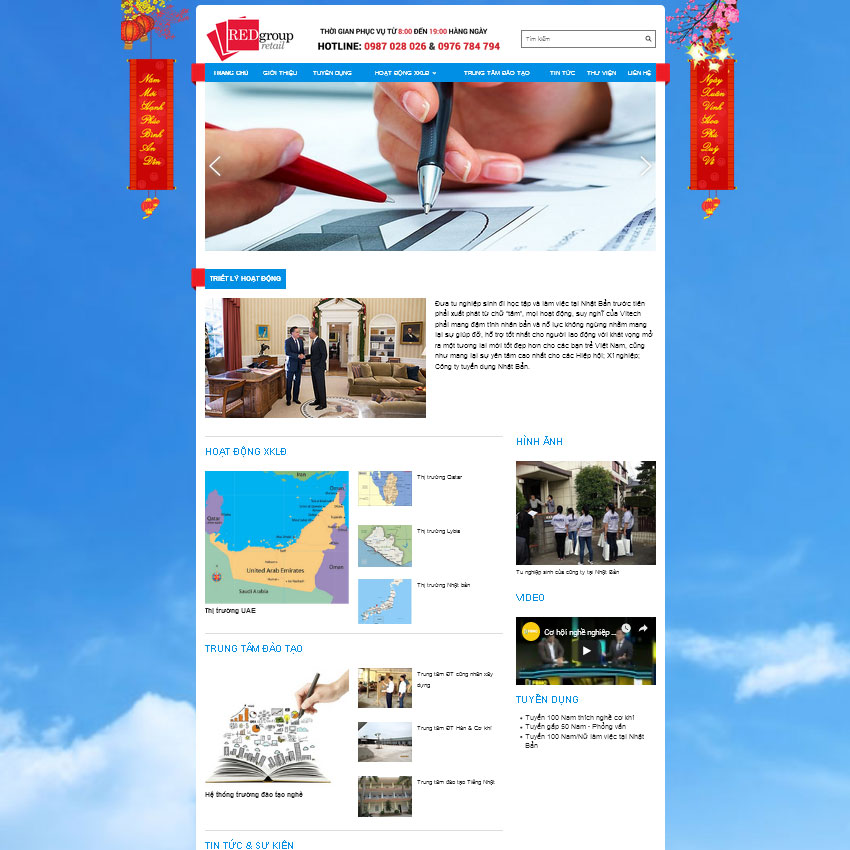 REDgroup
retail
THỜI GIAN PHỤC VỤ TỪ 8:00 ĐẾN 19:00 HÀNG NGÀY
HOTLINE: 0987 028 026 & 0976 784 794
Tìm kiếm
TRANG CHỦ GIỚI THIỆU TUYỂN DỤNG HOẠT ĐỘNG XKLĐ TRUNG TÂM ĐÀO TẠO TIN TỨC THƯ VIỆN LIÊN HỆ
Năm
Mới
Hạnh
Phúc
Bình
An
Đến
Ngày
Xuân
Vinh
Hoa
Phú
Quý
Về
TRIẾT LÝ HOẠT ĐỘNG
Đưa tu nghiệp sinh đi học tập và làm việc tại Nhật Bản trước tiên
phải xuất phát từ chữ "tâm", mọi hoạt động, suy nghĩ của Vitech
phải mang đậm tính nhân bản và nỗ lực không ngừng nhằm mang
lại sự giúp đỡ, hỗ trợ tốt nhất cho người lao động với khát vọng mở
ra một tương lai mới tốt đẹp hơn cho các bạn trẻ Việt Nam, cũng
như mang lại sự yên tâm cao nhất cho các Hiệp hội; Xí nghiệp;
Công ty tuyển dụng Nhật Bản.
HOẠT ĐỘNG XKLĐ
Iran
Oman
Qatar
United Arab Emirates
Oman
Saudi Arabia
Thị trường UAE
Thị trường Qatar
Thị trường Lybia
Thị trường Nhật bản
HÌNH ẢNH
Tu nghiệp sinh của công ty tại Nhật Bản
VIDEO
Cơ hội nghề nghiệp ...
FBNC
TUYỂN DỤNG
Tuyển 100 Nam thích nghề cơ khí
Tuyển gấp 50 Nam - Phỏng vấn
Tuyển 100 Nam/Nữ làm việc tại Nhật
Bản
TRUNG TÂM ĐÀO TẠO
Hệ thống trường đào tạo nghề
Trung tâm ĐT công nhân xây
dựng
Trung tâm ĐT Hàn & Cơ khí
Trung tâm đào tạo Tiếng Nhật
TIN TỨC & SỰ KIỆN